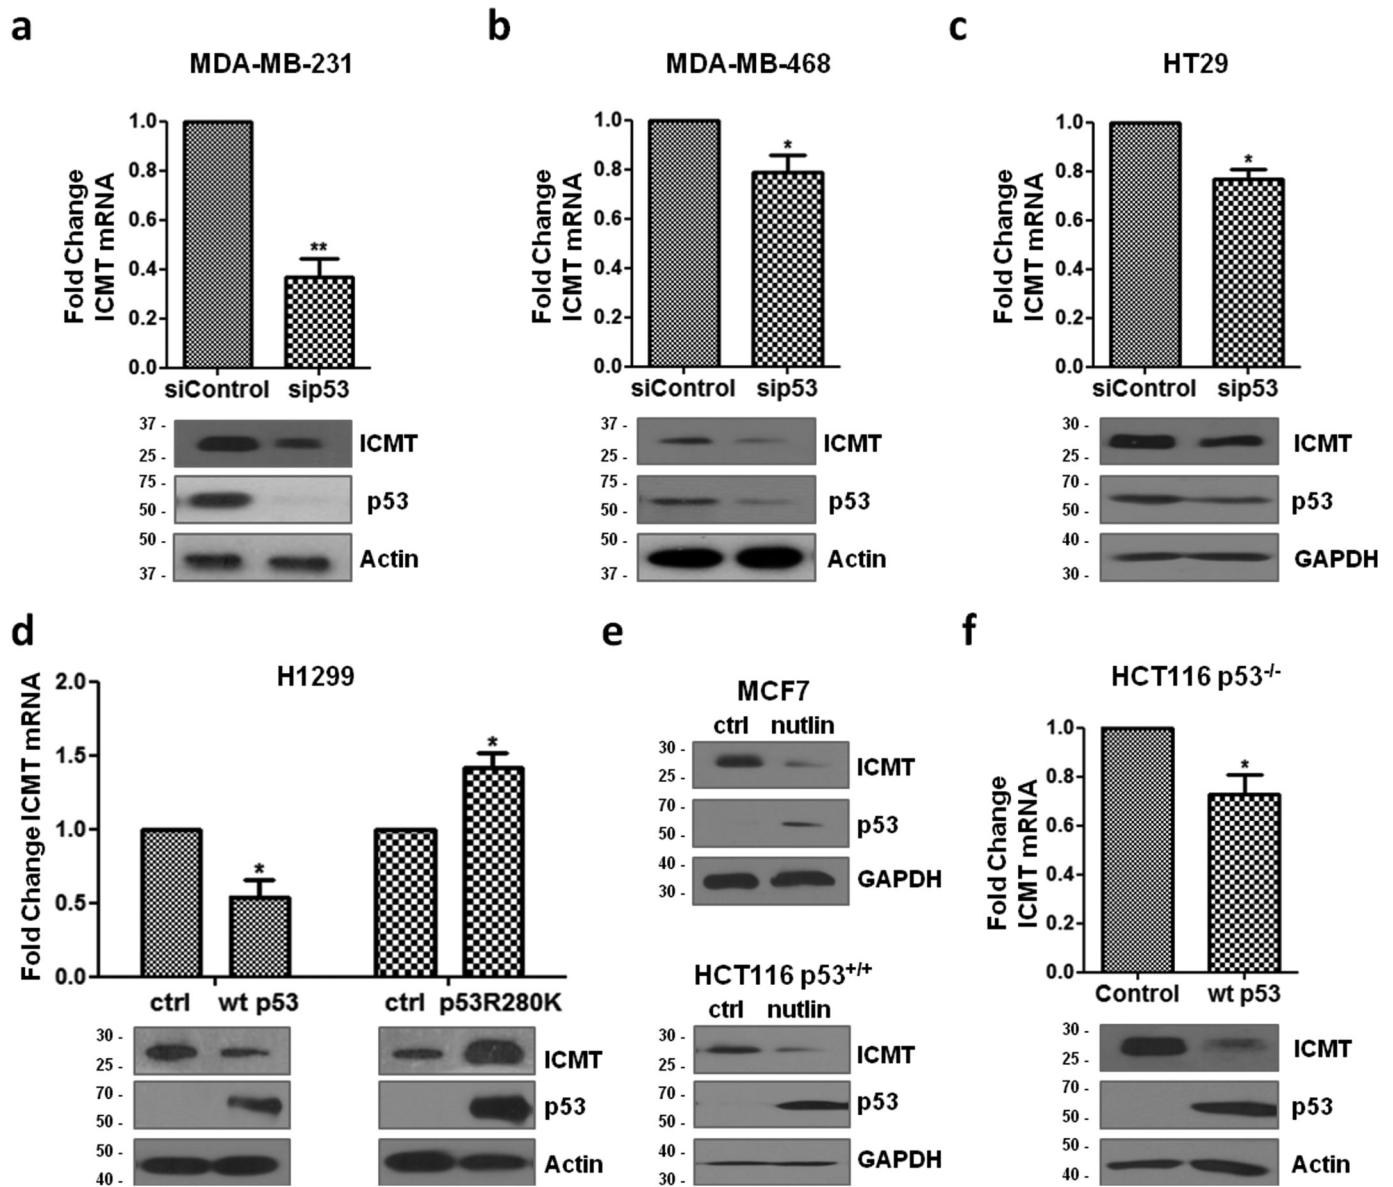 a
MDA-MB-231
Fold Change
ICMT mRNA
1.0
0.8
0.6
0.4
0.2
0.0
**
siControl sip53
37 -
25 -
ICMT
75 -
50 -
p53
50 -
37 -
Actin
b
MDA-MB-468
Fold Change
ICMT mRNA
1.0
0.8
0.6
0.4
0.2
0.0
*
siControl sip53
37 -
25 -
ICMT
75 -
50 -
p53
50 -
37 -
Actin
c
HT29
Fold Change
ICMT mRNA
1.0
0.8
0.6
0.4
0.2
0.0
*
siControl sip53
30 -
25 -
ICMT
70 -
50 -
p53
40 -
30 -
GAPDH
d
H1299
Fold Change ICMT mRNA
2.0
1.5
1.0
0.5
0.0
*
*
ctrl wt p53 ctrl p53R280K
30 -
25 -
ICMT
70 -
50 -
p53
50 -
40 -
Actin
e
MCF7
ctrl nutlin
30 -
25 -
ICMT
70 -
50 -
p53
40 -
30 -
GAPDH
HCT116 p53+/+
ctrl nutlin
30 -
25 -
ICMT
70 -
50 -
p53
40 -
30 -
GAPDH
f
HCT116 p53-/-
Fold Change
ICMT mRNA
1.0
0.8
0.6
0.4
0.2
0.0
*
Control wt p53
30 -
25 -
ICMT
70 -
50 -
p53
50 -
40 -
Actin